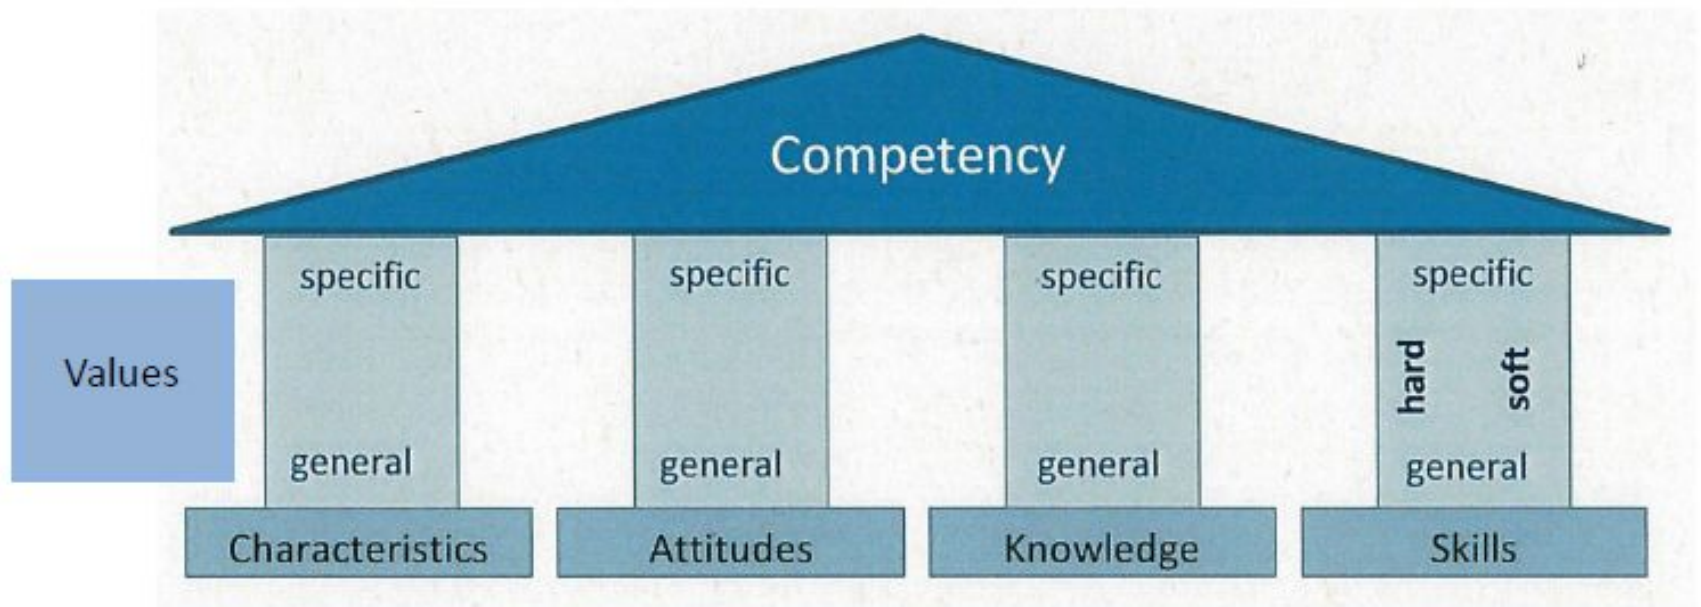 Competency
Values
specific
general
Characteristics
specific
general
Attitudes
specific
general
Knowledge
specific
hard
soft
general
Skills